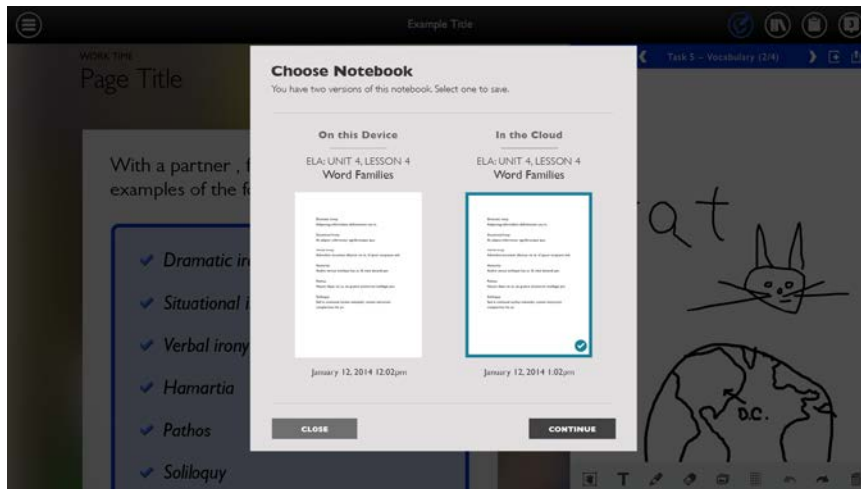 Example Title
WORK TIME
Page Title
Task 5 – Vocabulary (2/4)
Choose Notebook
You have two versions of this notebook. Select one to save.
On this Device
ELA: UNIT 4, LESSON 4
Word Families
January 12, 2014 12:02pm
In the Cloud
ELA: UNIT 4, LESSON 4
Word Families
January 12, 2014 1:02pm
CLOSE
CONTINUE
With a partner , f
examples of the fo
Dramatic iro
Situational i
Verbal irony
Hamartia
Pathos
Soliloquy
at
D.C.
T